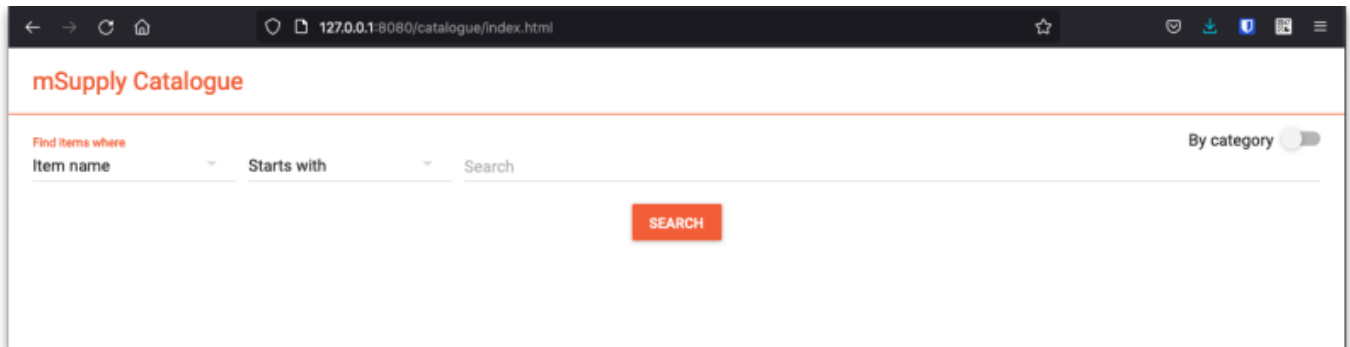 127.0.0.1:8080/catalogue/index.html
mSupply Catalogue
Find items where
By category
Item name Starts with Search
SEARCH